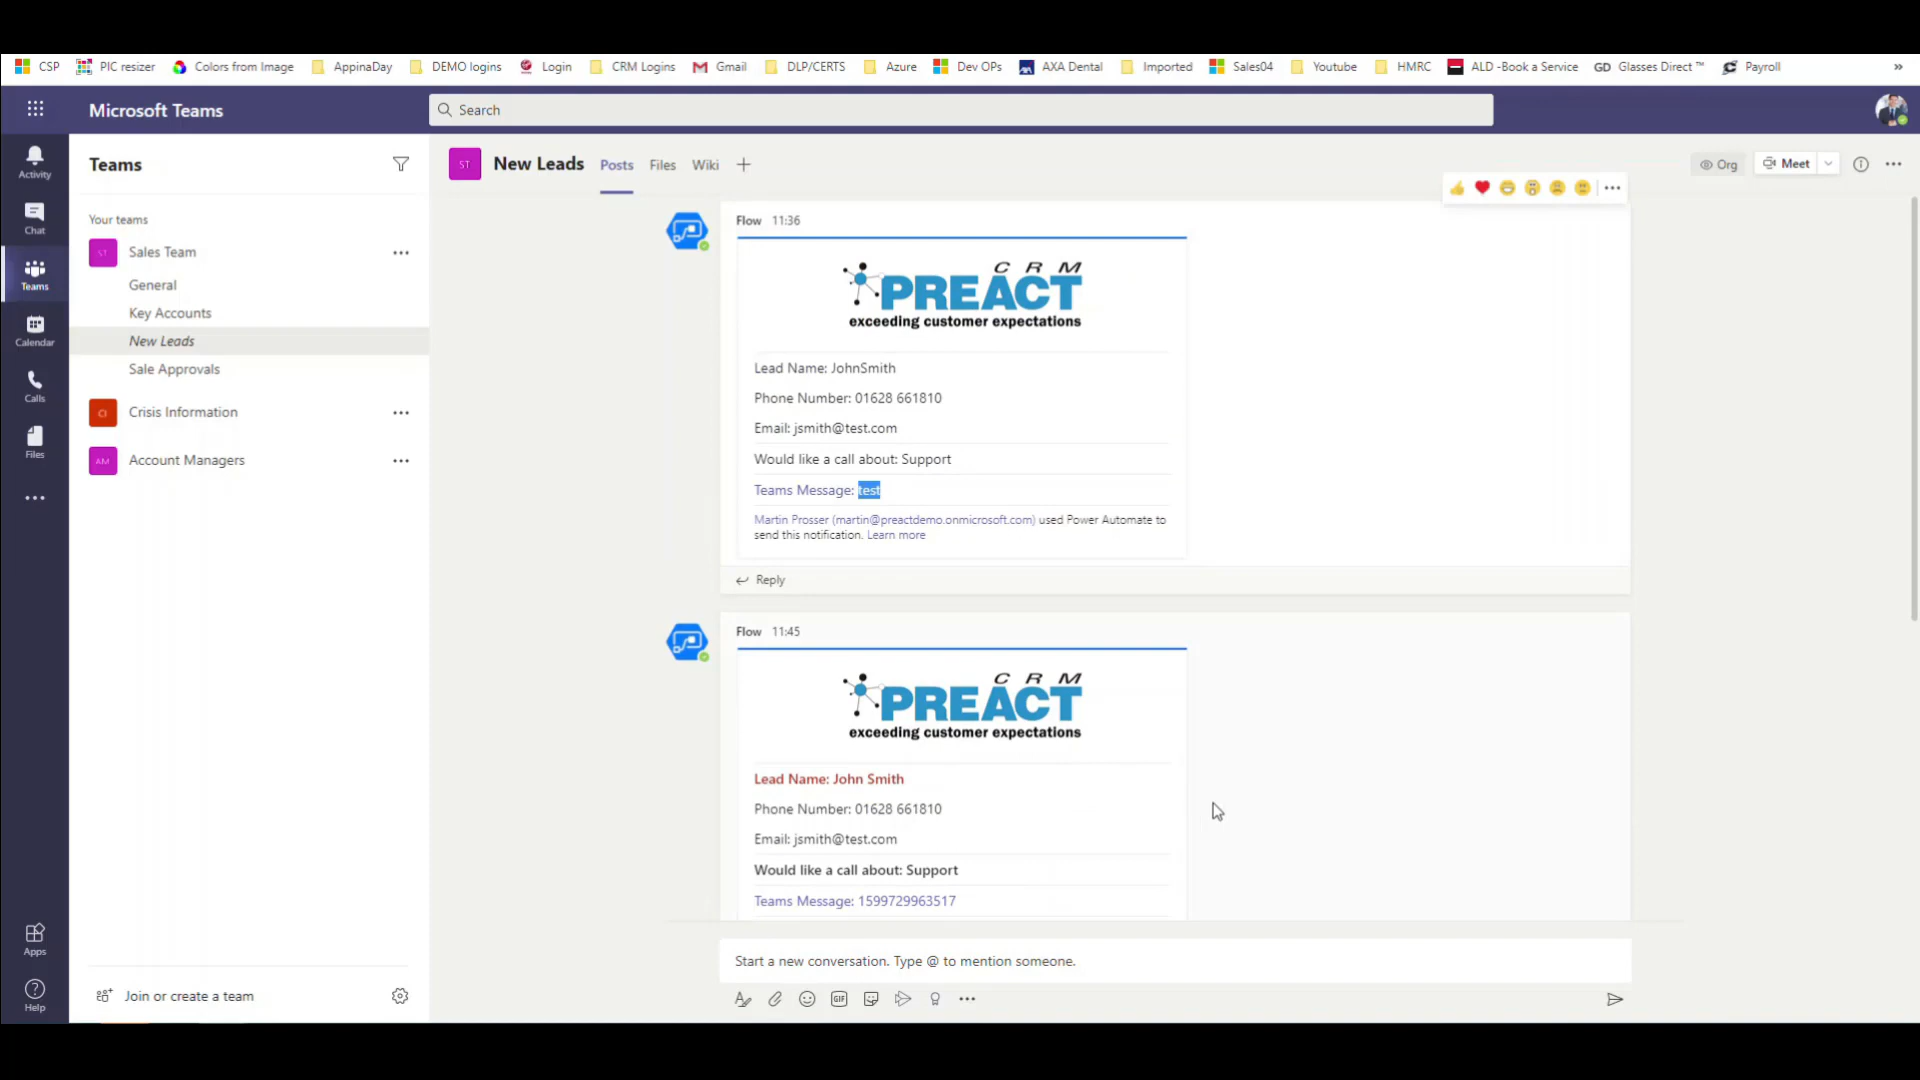 CSP
PIC resizer
Colors from Image
AppinaDay
DEMO logins
Login
CRM Logins
Gmail
DLP/CERTS
Azure
Dev OPs
AXA Dental
Imported
Sales04
Youtube
HMRC
ALD -Book a Service
GD Glasses Direct ™
Payroll
»
Microsoft Teams
Search
Activity
Chat
Teams
Calendar
Calls
Files
Apps
Help
Teams
Your teams
ST Sales Team
General
Key Accounts
New Leads
Sale Approvals
CI Crisis Information
AM Account Managers
Join or create a team
ST New Leads
Posts
Files
Wiki
Org
Meet
Flow 11:36
CRM
PREACT
exceeding customer expectations
Lead Name: JohnSmith
Phone Number: 01628 661810
Email: jsmith@test.com
Would like a call about: Support
Teams Message: test
Martin Prosser (martin@preactdemo.onmicrosoft.com) used Power Automate to
send this notification. Learn more
Reply
Flow 11:45
CRM
PREACT
exceeding customer expectations
Lead Name: John Smith
Phone Number: 01628 661810
Email: jsmith@test.com
Would like a call about: Support
Teams Message: 1599729963517
Start a new conversation. Type @ to mention someone.
GIF